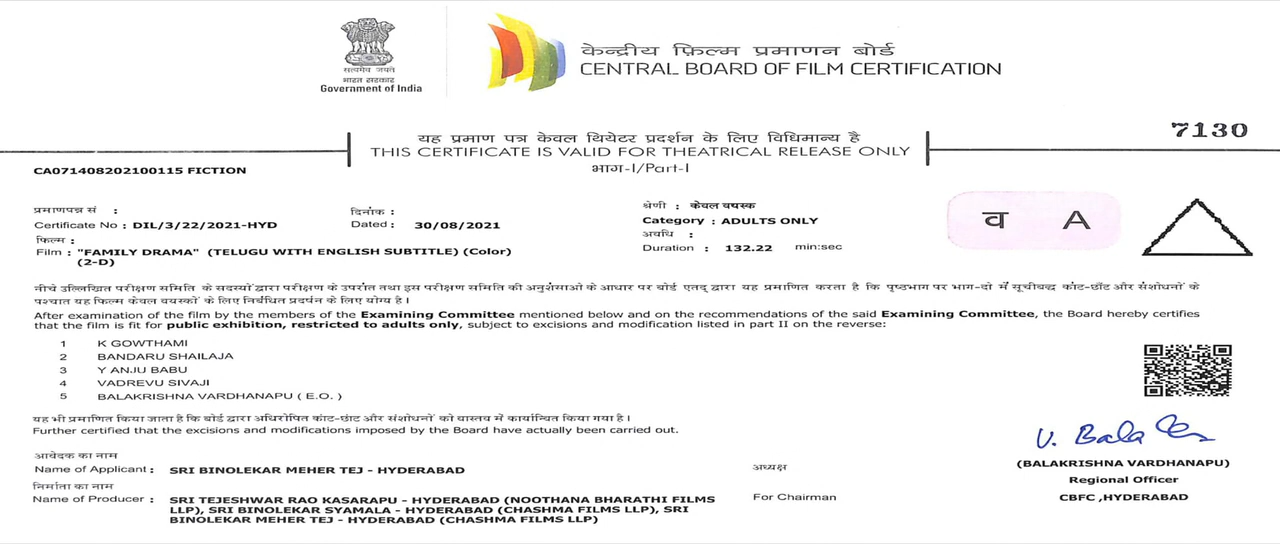 सत्यमेव जयते
भारत सरकार
Government of India
केन्द्रीय फ़िल्म प्रमाणन बोर्ड
CENTRAL BOARD OF FILM CERTIFICATION
7130
यह प्रमाण पत्र केवल थियेटर प्रदर्शन के लिए विधिमान्य है
THIS CERTIFICATE IS VALID FOR THEATRICAL RELEASE ONLY
भाग-I/Part-I
CA071408202100115 FICTION
प्रमाणपत्र सं :
Certificate No : DIL/3/22/2021-HYD
दिनांक :
Dated : 30/08/2021
श्रेणी : केवल वयस्क
Category : ADULTS ONLY
अवधि :
Duration : 132.22 min:sec
व A
फिल्म :
Film : "FAMILY DRAMA" (TELUGU WITH ENGLISH SUBTITLE) (Color)
(2-D)
नीचे उल्लिखित परीक्षण समिति के सदस्यों द्वारा परीक्षण के उपरांत तथा इस परीक्षण समिति की अनुशंसाओं के आधार पर बोर्ड एतद् द्वारा यह प्रमाणित करता है कि पृष्ठभाग पर भाग-दो में सूचीबद्ध कांट-छाँट और संशोधनों के
पश्चात यह फिल्म केवल वयस्कों के लिए निर्बंधित प्रदर्षन के लिए योग्य है।
After examination of the film by the members of the Examining Committee mentioned below and on the recommendations of the said Examining Committee, the Board hereby certifies
that the film is fit for public exhibition, restricted to adults only, subject to excisions and modification listed in part II on the reverse:
1 K GOWTHAMI
2 BANDARU SHAILAJA
3 Y ANJU BABU
4 VADREVU SIVAJI
5 BALAKRISHNA VARDHANAPU ( E.O. )
यह भी प्रमाणित किया जाता है कि बोर्ड द्वारा अधिरोपित कांट-छांट और संशोधनों को वास्तव में कार्यान्वित किया गया है।
Further certified that the excisions and modifications imposed by the Board have actually been carried out.
आवेदक का नाम
Name of Applicant : SRI BINOLEKAR MEHER TEJ - HYDERABAD
निर्माता का नाम
Name of Producer : SRI TEJESHWAR RAO KASARAPU - HYDERABAD (NOOTHANA BHARATHI FILMS
LLP), SRI BINOLEKAR SYAMALA - HYDERABAD (CHASHMA FILMS LLP), SRI
BINOLEKAR MEHER TEJ - HYDERABAD (CHASHMA FILMS LLP)
अध्यक्ष
For Chairman
(BALAKRISHNA VARDHANAPU)
Regional Officer
CBFC ,HYDERABAD